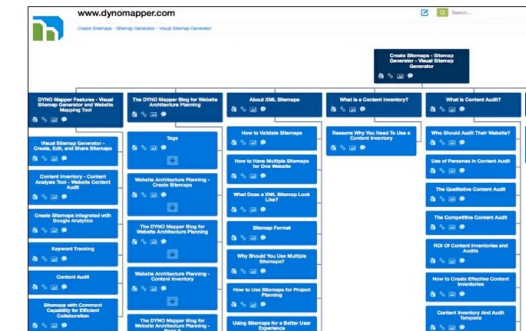 www.dynomapper.com
Search...
Create Sitemaps - Sitemap Generator - Visual Sitemap Generator
Create Sitemaps - Sitemap
Generator - Visual Sitemap
Generator
DYNO Mapper Features - Visual
Sitemap Generator and Website
Mapping Tool
The DYNO Mapper Blog for Website
Architecture Planning
About XML Sitemaps
What Is a Content Inventory?
What is Content Audit?
Visual Sitemap Generator -
Create, Edit, and Share Sitemaps
Content Inventory - Content
Analysis Tool - Website Content
Audit
Create Sitemaps Integrated with
Google Analytics
Keyword Tracking
Content Audit
Sitemaps with Comment
Capability for Efficient
Collaboration
Tags
Website Architecture Planning -
Create Sitemaps
The DYNO Mapper Blog for
Website Architecture Planning
Website Architecture Planning -
Content Inventory
The DYNO Mapper Blog for
Website Architecture Planning -
How to Validate Sitemaps
How to Have Multiple Sitemaps
for One Website
What Does a XML Sitemap Look
Like?
Sitemap Format
Why Should You Use Multiple
Sitemaps?
How to Use Sitemaps for Project
Planning
Using Sitemaps for a Better User
Experience
Reasons Why You Need To Use a
Content Inventory
Who Should Audit Their Website?
Use of Personas in Content Audit
The Qualitative Content Audit
The Competitive Content Audit
ROI Of Content Inventories and
Audits
How to Create Effective Content
Inventories
Content Inventory And Audit
Template